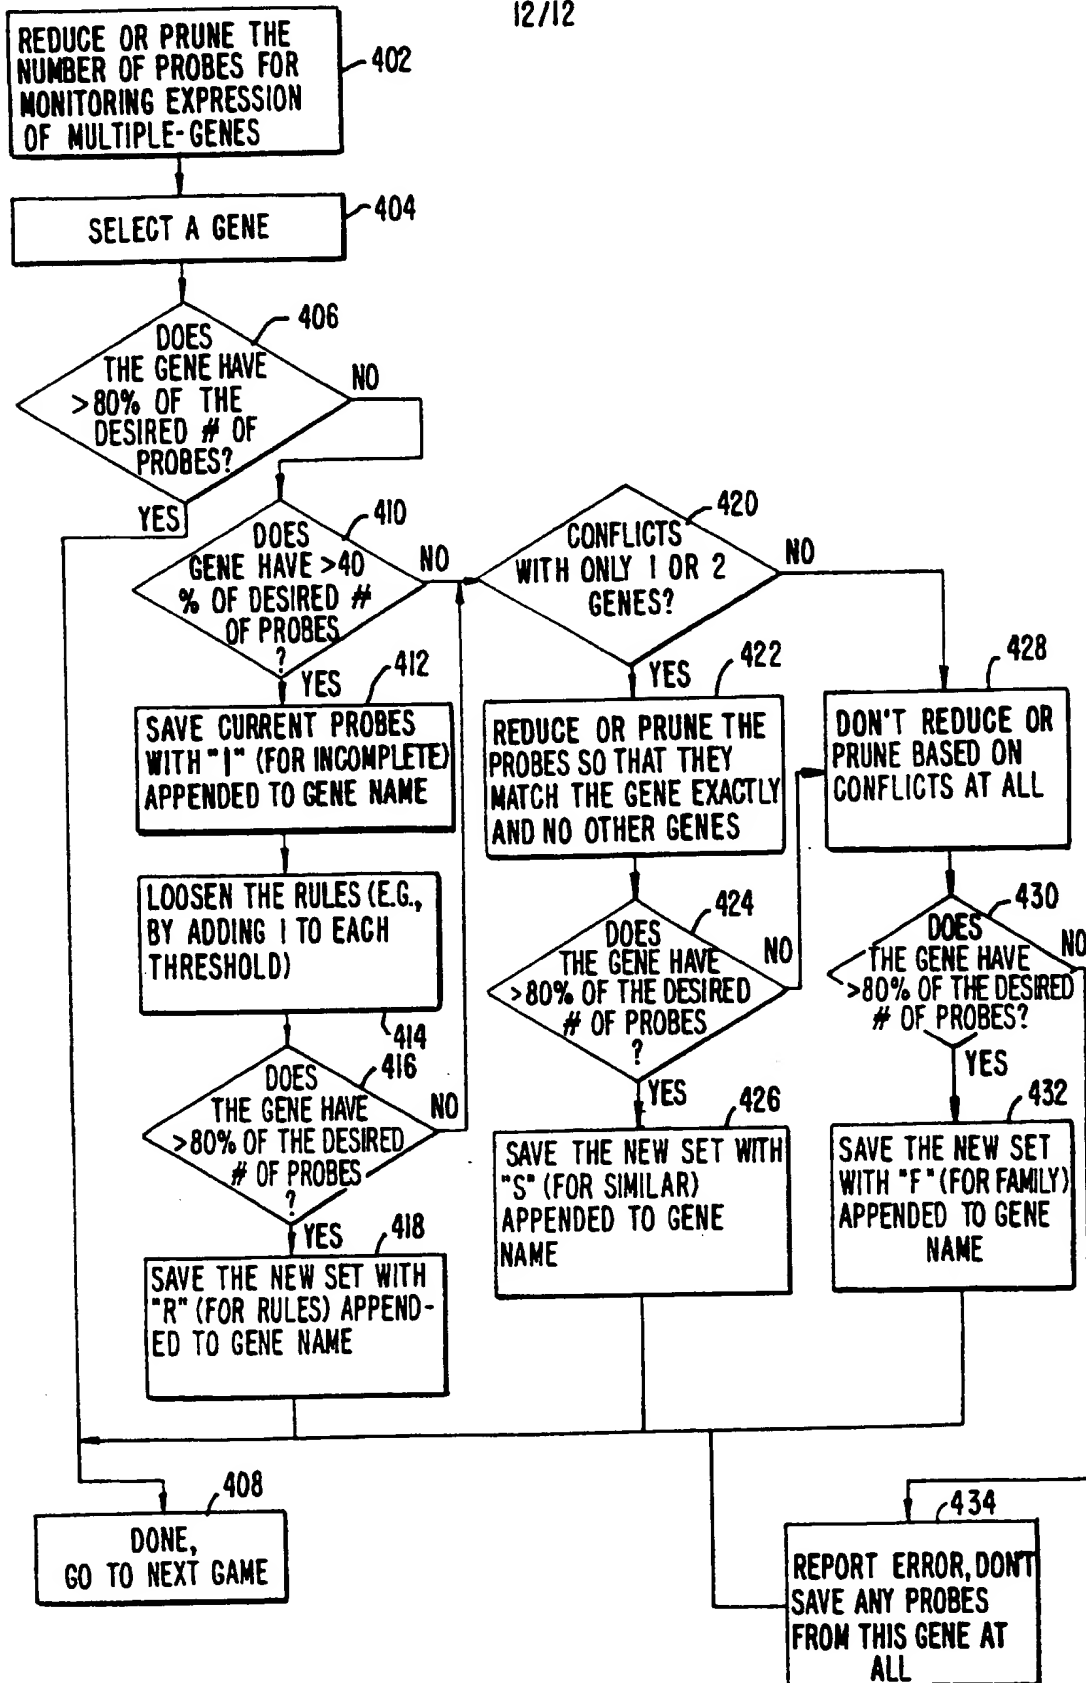 12/12
REDUCE OR PRUNE THE
NUMBER OF PROBES FOR
MONITORING EXPRESSION
OF MULTIPLE-GENES
402
SELECT A GENE
404
DOES
THE GENE HAVE
>80% OF THE
DESIRED # OF
PROBES?
406
NO
YES
DOES
GENE HAVE >40
% OF DESIRED #
OF PROBES
?
410
NO
YES
SAVE CURRENT PROBES
WITH "I" (FOR INCOMPLETE)
APPENDED TO GENE NAME
412
LOOSEN THE RULES (E.G.,
BY ADDING 1 TO EACH
THRESHOLD)
414
DOES
THE GENE HAVE
>80% OF THE DESIRED
# OF PROBES
?
416
NO
YES
SAVE THE NEW SET WITH
"R" (FOR RULES) APPEND-
ED TO GENE NAME
418
CONFLICTS
WITH ONLY 1 OR 2
GENES?
420
NO
YES
REDUCE OR PRUNE THE
PROBES SO THAT THEY
MATCH THE GENE EXACTLY
AND NO OTHER GENES
422
DOES
THE GENE HAVE
>80% OF THE DESIRED
# OF PROBES
?
424
NO
YES
SAVE THE NEW SET WITH
"S" (FOR SIMILAR)
APPENDED TO GENE
NAME
426
DON'T REDUCE OR
PRUNE BASED ON
CONFLICTS AT ALL
428
DOES
THE GENE HAVE
>80% OF THE DESIRED
# OF PROBES?
430
NO
YES
SAVE THE NEW SET
WITH "F" (FOR FAMILY)
APPENDED TO GENE
NAME
432
DONE,
GO TO NEXT GAME
408
REPORT ERROR, DON'T
SAVE ANY PROBES
FROM THIS GENE AT
ALL
434